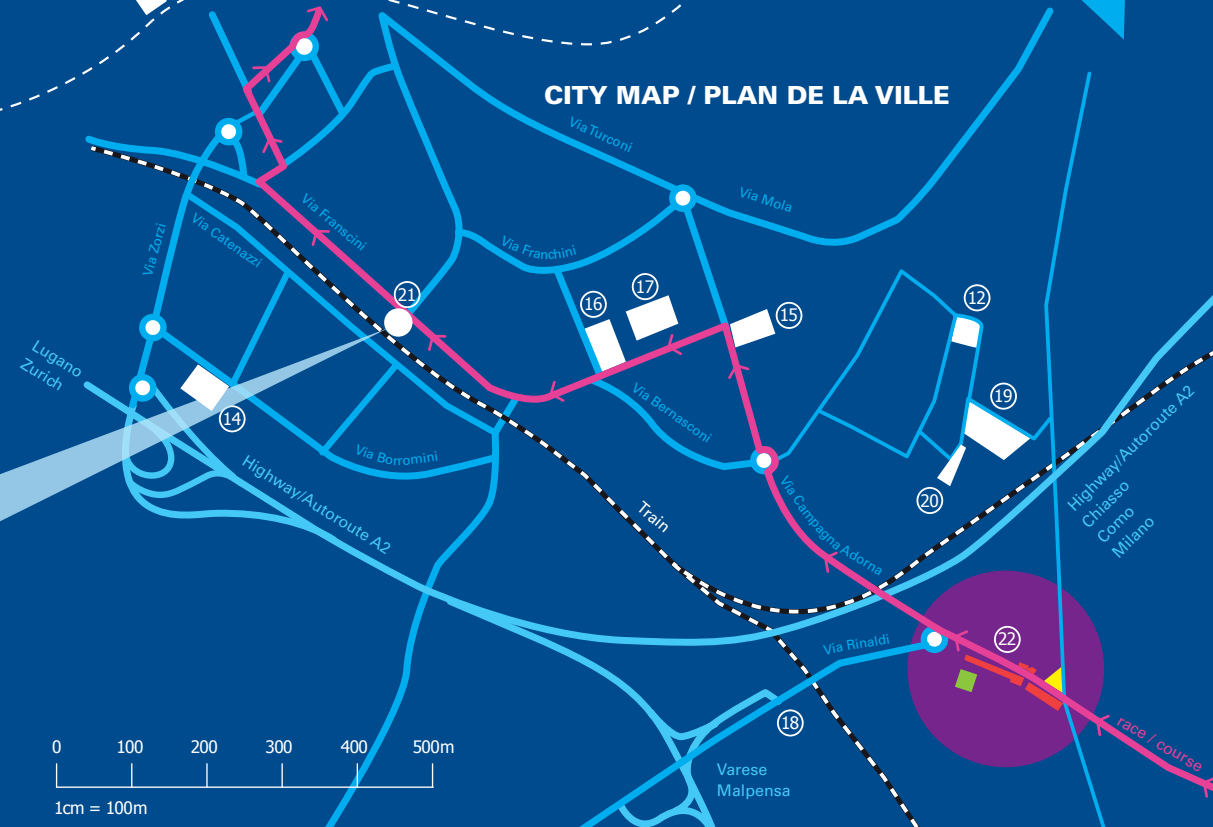 CITY MAP / PLAN DE LA VILLE
Via Turconi
Via Mola
Via Franscini
Via Catenazzi
Via Zorzi
Via Franchini
21
16
17
15
12
Lugano
Zurich
14
19
Via Bernasconi
Via Borromini
Highway/Autoroute A2
20
Highway/Autoroute A2
Chiasso
Como
Milano
Train
Via Campagna Adorna
22
Via Rinaldi
18
race / course
Varese
Malpensa
0 100 200 300 400 500m
1cm = 100m